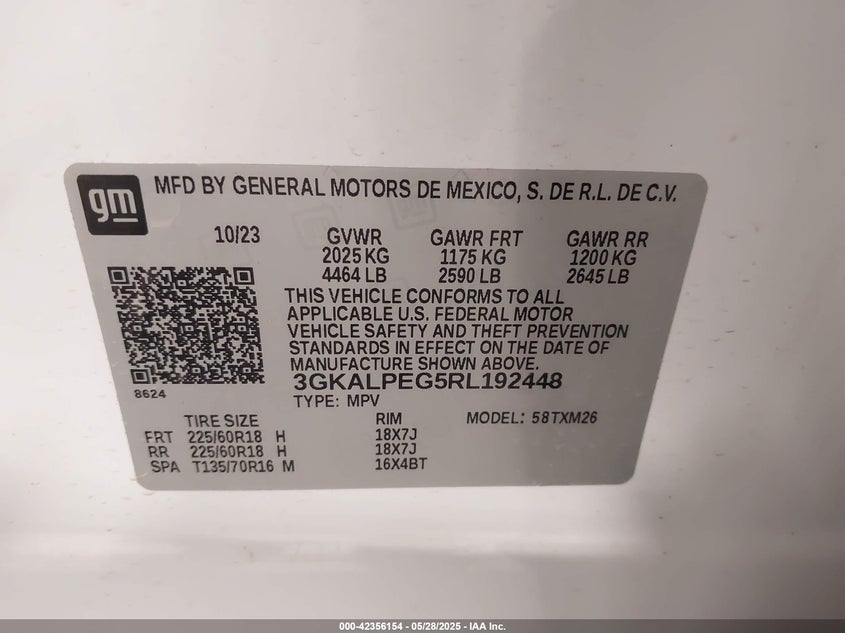 gm MFD BY GENERAL MOTORS DE MEXICO, S. DE R.L. DE C.V.
10/23 GVWR GAWR FRT GAWR RR
2025 KG 1175 KG 1200 KG
4464 LB 2590 LB 2645 LB
THIS VEHICLE CONFORMS TO ALL
APPLICABLE U.S. FEDERAL MOTOR
VEHICLE SAFETY AND THEFT PREVENTION
STANDARDS IN EFFECT ON THE DATE OF
MANUFACTURE SHOWN ABOVE.
3GKALPEG5RL192448
8624 TYPE: MPV
TIRE SIZE RIM MODEL: 58TXM26
FRT 225/60R18 H 18X7J
RR 225/60R18 H 18X7J
SPA T135/70R16 M 16X4BT
000-42356154 - 05/28/2025 - IAA Inc.